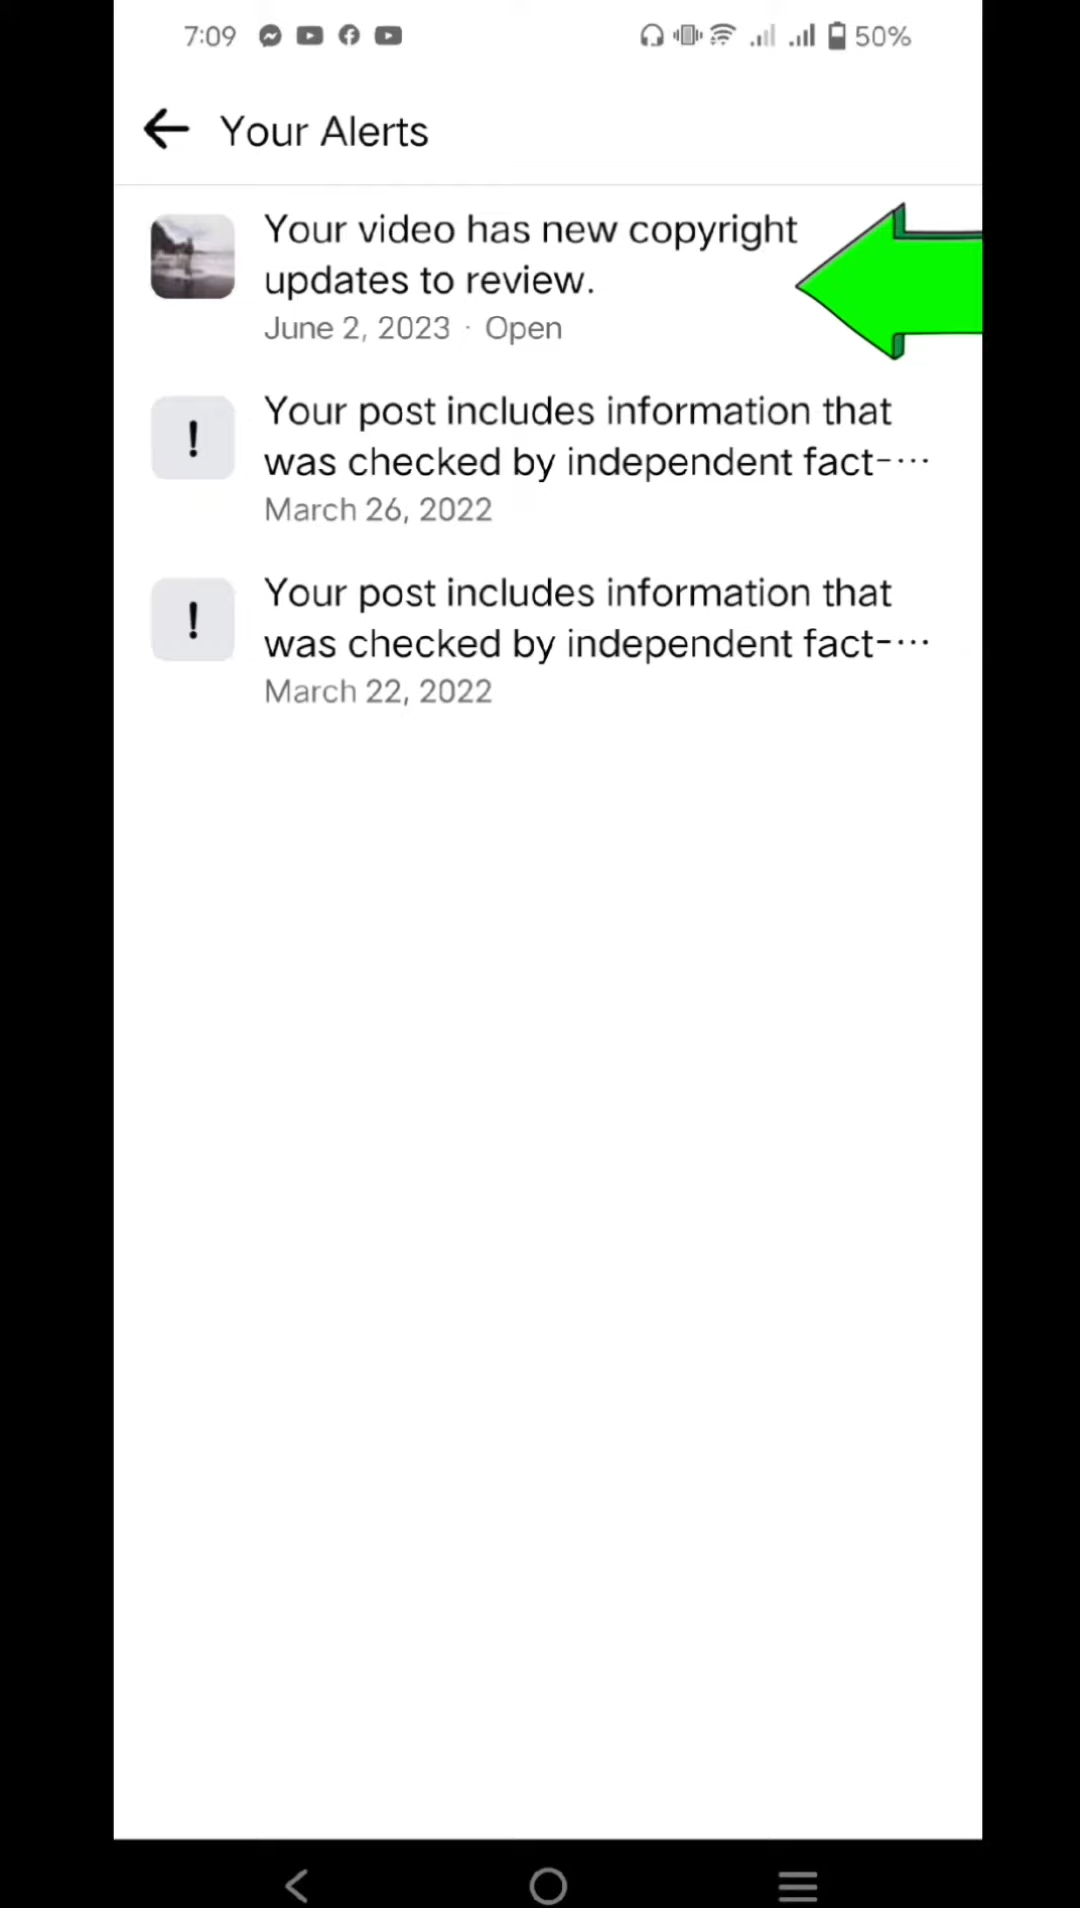 7:09 50%
Your Alerts
Your video has new copyright
updates to review.
June 2, 2023 · Open
!
Your post includes information that
was checked by independent fact-···
March 26, 2022
!
Your post includes information that
was checked by independent fact-···
March 22, 2022